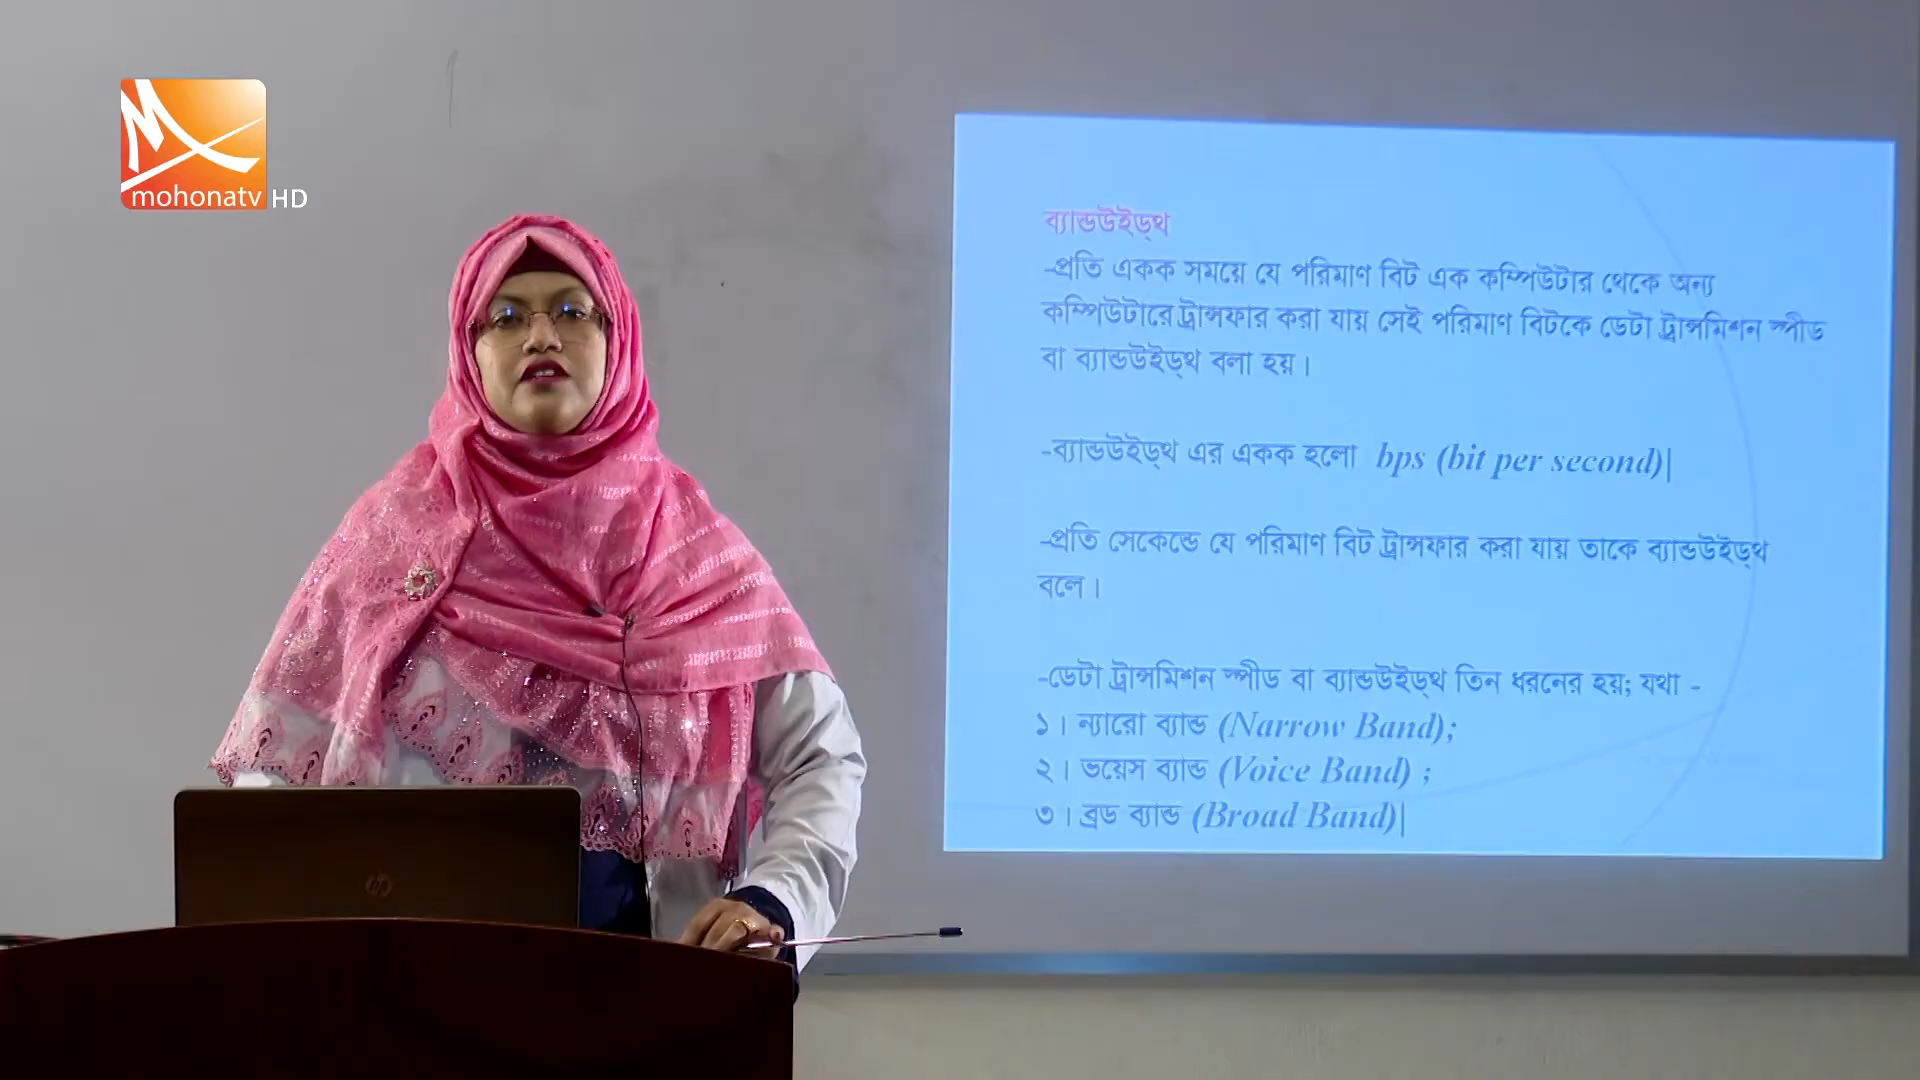 mohonatv HD
ব্যান্ডউইড্থ
-প্রতি একক সময়ে যে পরিমাণ বিট এক কম্পিউটার থেকে অন্য
কম্পিউটারে ট্রান্সফার করা যায় সেই পরিমাণ বিটকে ডেটা ট্রান্সমিশন স্পীড
বা ব্যান্ডউইড্থ বলা হয়।
-ব্যান্ডউইড্থ এর একক হলো bps (bit per second)|
-প্রতি সেকেন্ডে যে পরিমাণ বিট ট্রান্সফার করা যায় তাকে ব্যান্ডউইড্থ
বলে।
-ডেটা ট্রান্সমিশন স্পীড বা ব্যান্ডউইড্থ তিন ধরনের হয়; যথা -
১। ন্যারো ব্যান্ড (Narrow Band);
২। ভয়েস ব্যান্ড (Voice Band) ;
৩। ব্রড ব্যান্ড (Broad Band)|
hp